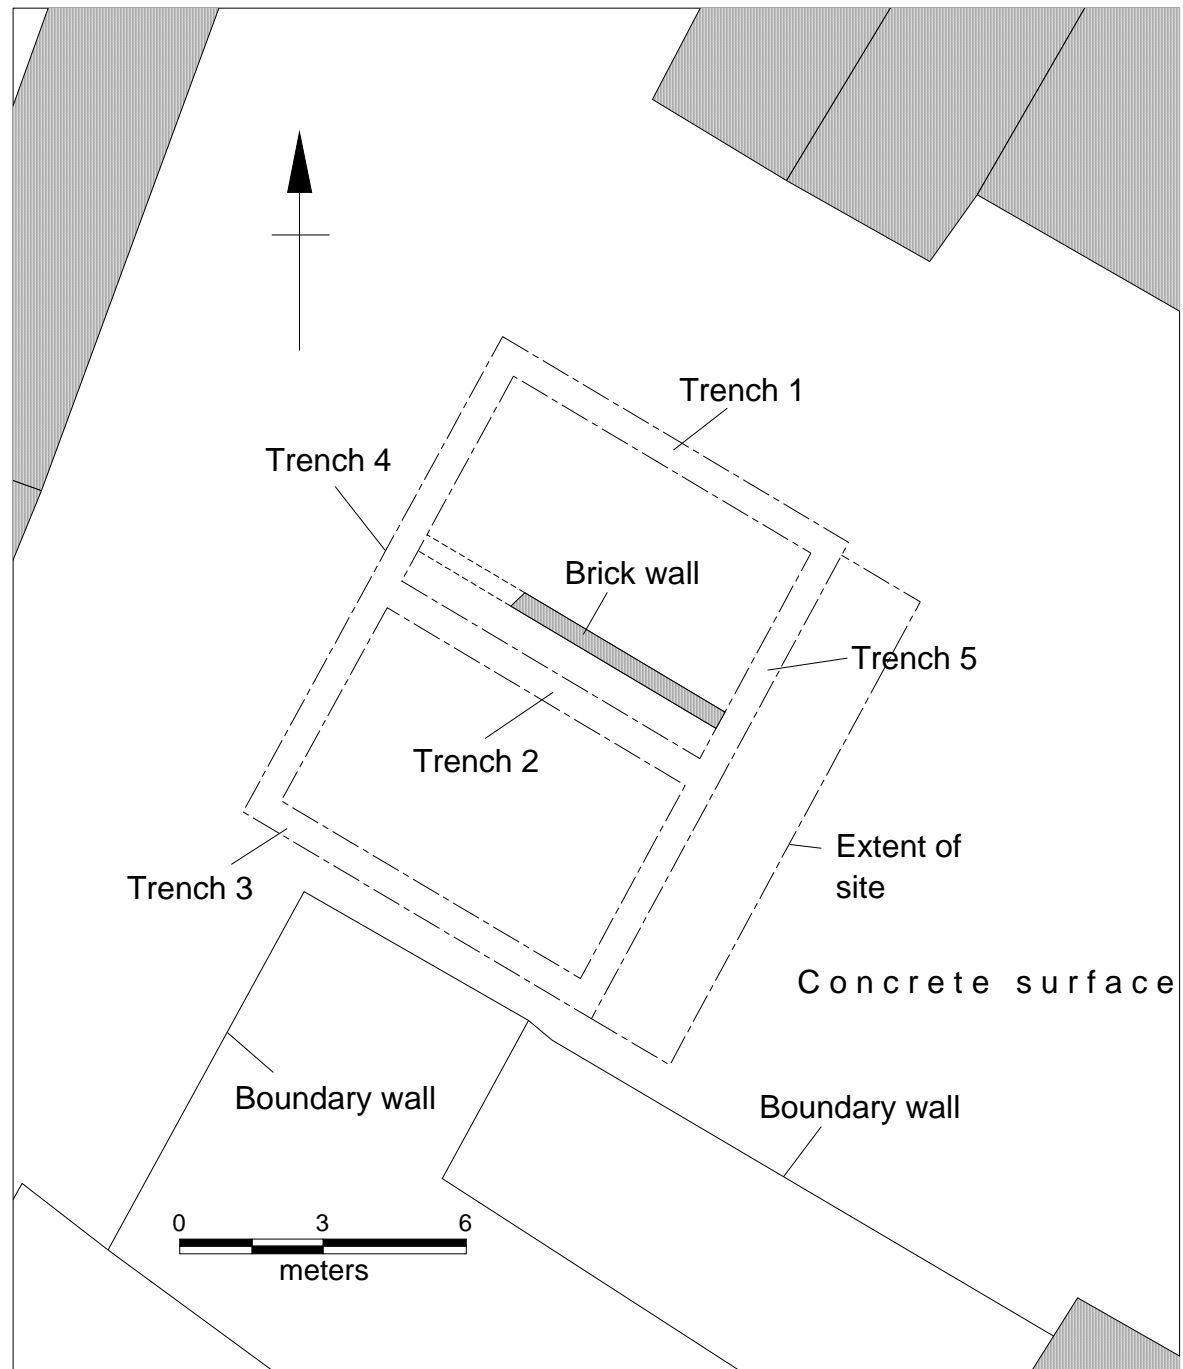 Trench 1
Trench 4
Brick wall
Trench 5
Trench 2
Extent of
site
Trench 3
Concrete surface
Boundary wall
Boundary wall
0 3 6
meters